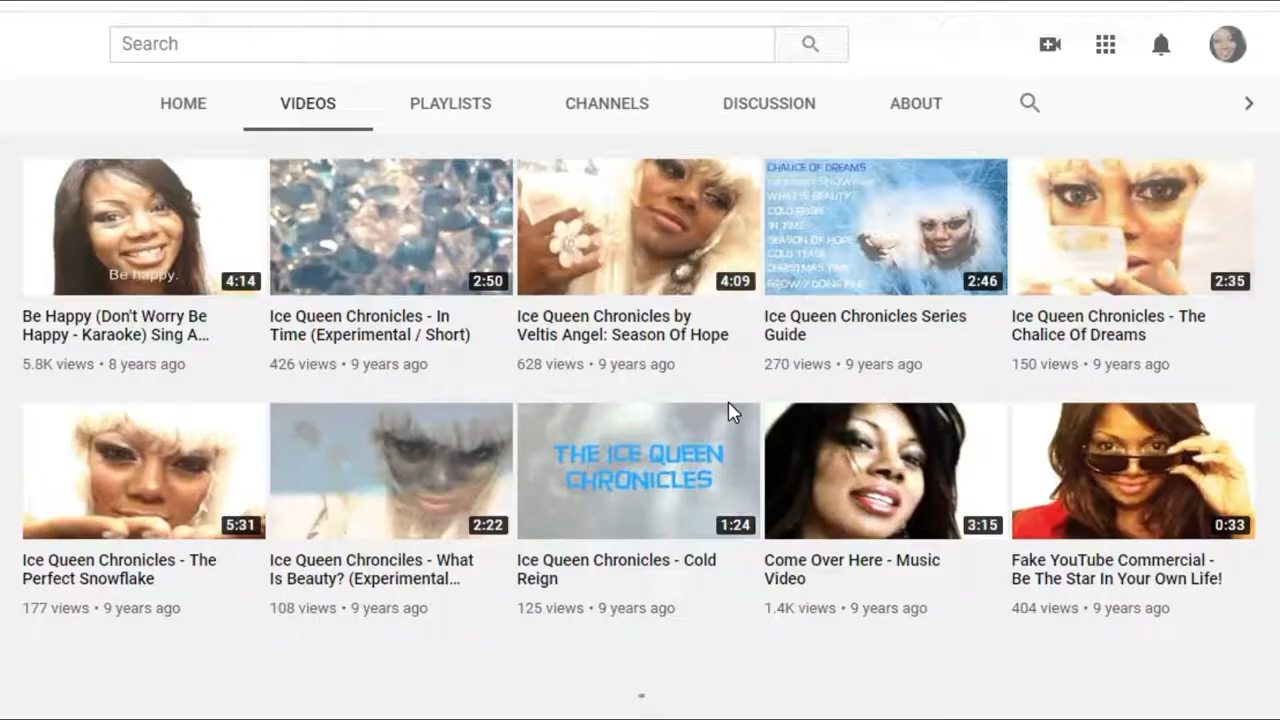 Search
HOME
VIDEOS
PLAYLISTS
CHANNELS
DISCUSSION
ABOUT
Be happy.
4:14
2:50
4:09
CHALICE OF DREAMS
WHAT IS BEAUTY?
COLD REIGN
IN TIME
SEASON OF HOPE
COLD TEASE
CHRISTMAS TIME
2:46
2:35
Be Happy (Don't Worry Be
Happy - Karaoke) Sing A...
5.8K views • 8 years ago
Ice Queen Chronicles - In
Time (Experimental / Short)
426 views • 9 years ago
Ice Queen Chronicles by
Veltis Angel: Season Of Hope
628 views • 9 years ago
Ice Queen Chronicles Series
Guide
270 views • 9 years ago
Ice Queen Chronicles - The
Chalice Of Dreams
150 views • 9 years ago
5:31
2:22
THE ICE QUEEN
CHRONICLES
1:24
3:15
0:33
Ice Queen Chronicles - The
Perfect Snowflake
177 views • 9 years ago
Ice Queen Chronciles - What
Is Beauty? (Experimental...
108 views • 9 years ago
Ice Queen Chronicles - Cold
Reign
125 views • 9 years ago
Come Over Here - Music
Video
1.4K views • 9 years ago
Fake YouTube Commercial -
Be The Star In Your Own Life!
404 views • 9 years ago